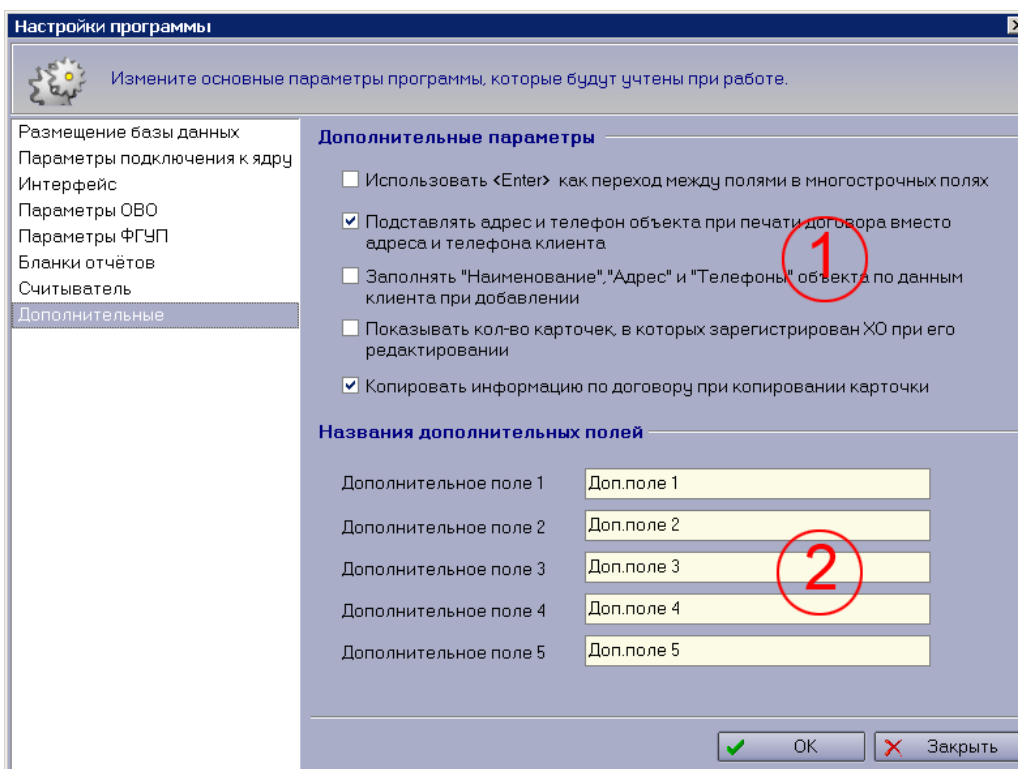 Настройки программы
Измените основные параметры программы, которые будут учтены при работе.
Размещение базы данных
Параметры подключения к ядру
Интерфейс
Параметры ОВО
Параметры ФГУП
Бланки отчётов
Считыватель
Дополнительные
Дополнительные параметры
Использовать <Enter> как переход между полями в многострочных полях
Подставлять адрес и телефон объекта при печати договора вместо
адреса и телефона клиента
1
Заполнять "Наименование","Адрес" и "Телефоны" объекта по данным
клиента при добавлении
Показывать кол-во карточек, в которых зарегистрирован ХО при его
редактировании
Копировать информацию по договору при копировании карточки
Названия дополнительных полей
Дополнительное поле 1 Доп.поле 1
Дополнительное поле 2 Доп.поле 2
Дополнительное поле 3 Доп.поле 3
2
Дополнительное поле 4 Доп.поле 4
Дополнительное поле 5 Доп.поле 5
OK Закрыть